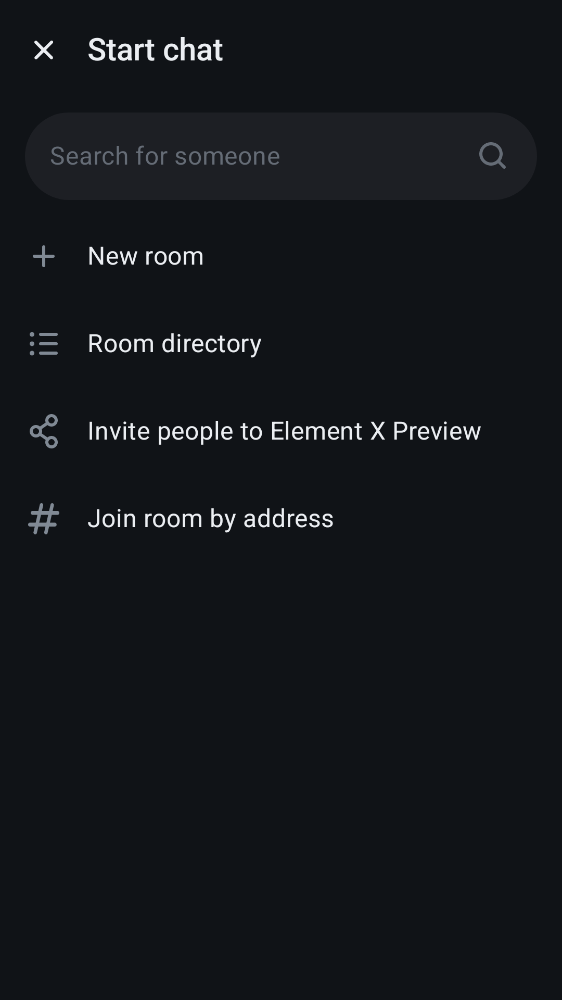 Start chat
Search for someone
New room
Room directory
Invite people to Element X Preview
Join room by address